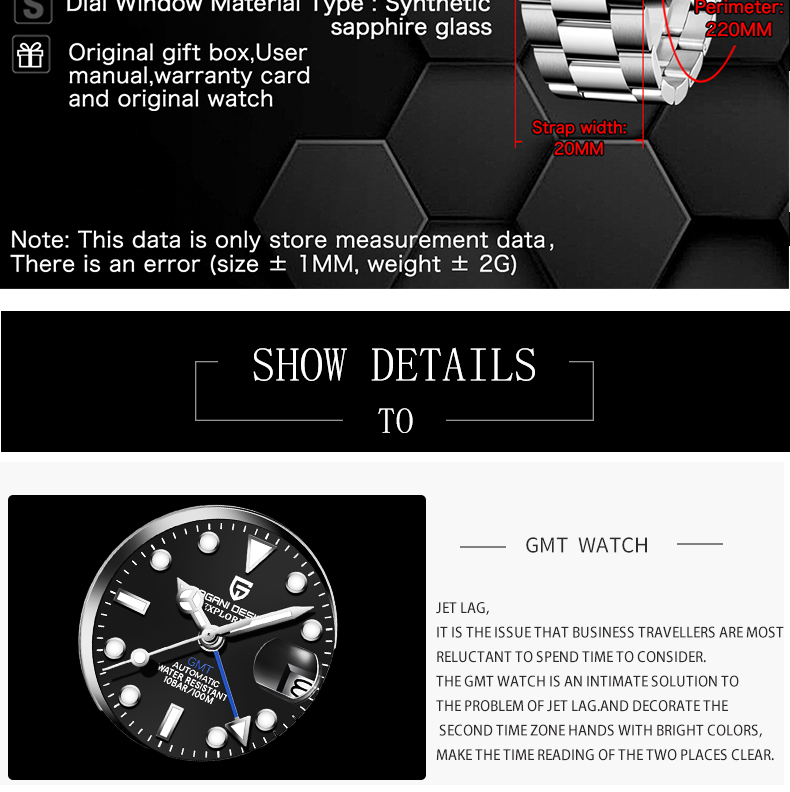 S
Dial Window Material Type : Synthetic
sapphire glass
Original gift box,User
manual,warranty card
and original watch
Perimeter:
220MM
Strap width:
20MM
Note: This data is only store measurement data,
There is an error (size ± 1MM, weight ± 2G)
SHOW DETAILS
TO
GMT WATCH
GMT
AUTOMATIC
WATER RESISTANT
10BAR/100M
JET LAG,
IT IS THE ISSUE THAT BUSINESS TRAVELLERS ARE MOST
RELUCTANT TO SPEND TIME TO CONSIDER.
THE GMT WATCH IS AN INTIMATE SOLUTION TO
THE PROBLEM OF JET LAG.AND DECORATE THE
SECOND TIME ZONE HANDS WITH BRIGHT COLORS,
MAKE THE TIME READING OF THE TWO PLACES CLEAR.